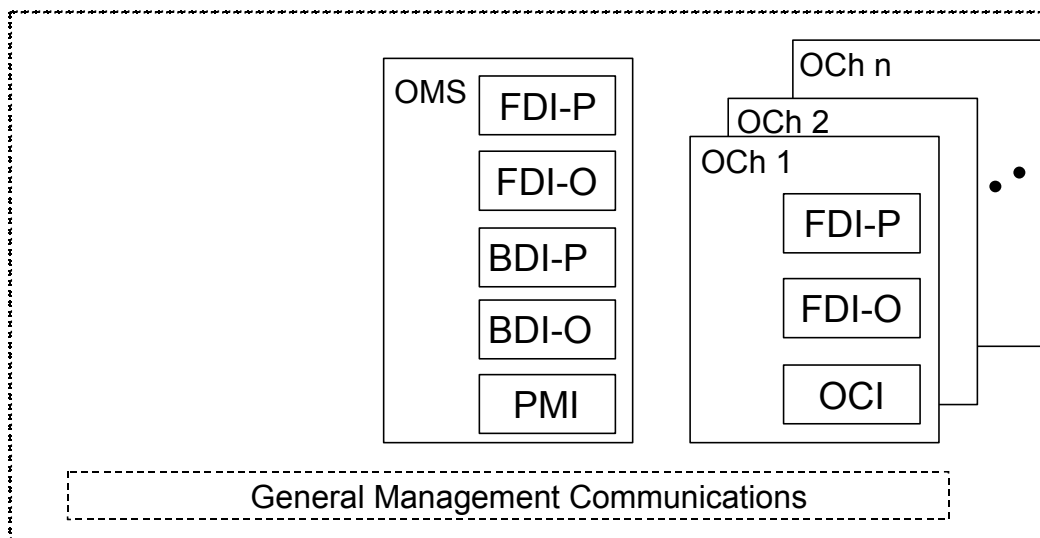 OMS
FDI-P
FDI-O
BDI-P
BDI-O
PMI
OCh n
OCh 2
OCh 1
FDI-P
FDI-O
OCI
General Management Communications